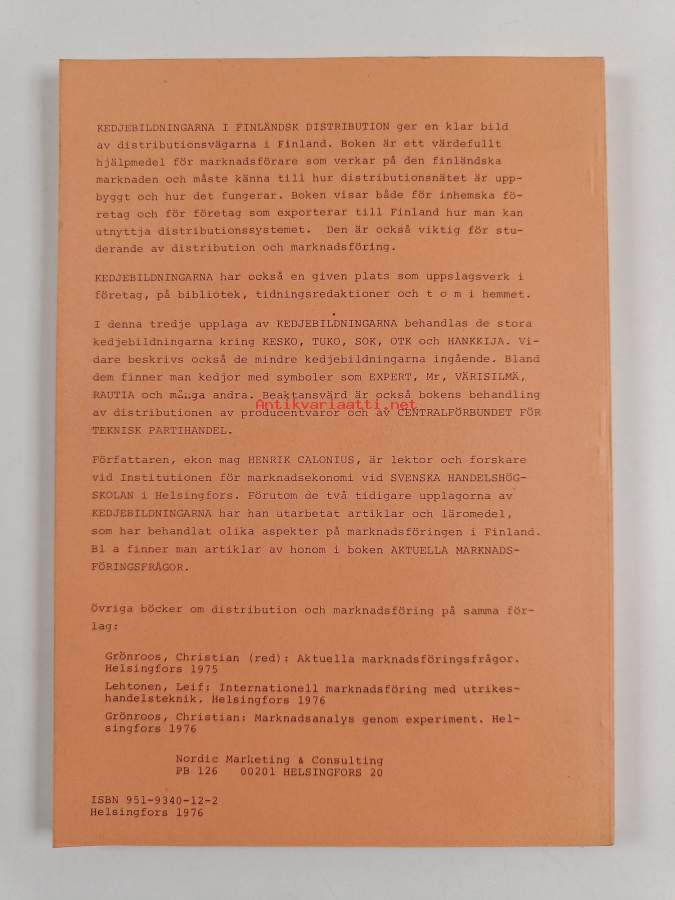 KEDJEBILDNINGARNA I FINLÄNDSK DISTRIBUTION ger en klar bild
av distributionsvägarna i Finland. Boken är ett värdefullt
hjälpmedel för marknadsförare som verkar på den finländska
marknaden och måste känna till hur distributionsnätet är upp-
byggt och hur det fungerar. Boken visar både för inhemska fö-
retag och för företag som exporterar till Finland hur man kan
utnyttja distributionssystemet. Den är också viktig för stu-
derande av distribution och marknadsföring.
KEDJEBILDNINGARNA har också en given plats som uppslagsverk i
företag, på bibliotek, tidningsredaktioner och t o m i hemmet.
I denna tredje upplaga av KEDJEBILDNINGARNA behandlas de stora
kedjebildningarna kring KESKO, TUKO, SOK, OTK och HANKKIJA. Vi-
dare beskrivs också de mindre kedjebildningarna ingående. Bland
dem finner man kedjor med symboler som EXPERT, Mr, VÄRISILMÄ,
RAUTIA och många andra. Beaktansvärd är också bokens behandling
Antikvariaatti.net
av distributionen av producentvaror och av CENTRALFÖRBUNDET FÖR
TEKNISK PARTIHANDEL.
Författaren, ekon mag HENRIK CALONIUS, är lektor och forskare
vid Institutionen för marknadsekonomi vid SVENSKA HANDELSHÖG-
SKOLAN i Helsingfors. Förutom de två tidigare upplagorna av
KEDJEBILDNINGARNA har han utarbetat artiklar och läromedel,
som har behandlat olika aspekter på marknadsföringen i Finland.
Bl a finner man artiklar av honom i boken AKTUELLA MARKNADS-
FÖRINGSFRÅGOR.
Övriga böcker om distribution och marknadsföring på samma för-
lag:
Grönroos, Christian (red): Aktuella marknadsföringsfrågor.
Helsingfors 1975
Lehtonen, Leif: Internationell marknadsföring med utrikes-
handelsteknik. Helsingfors 1976
Grönroos, Christian: Marknadsanalys genom experiment. Hel-
singfors 1976
Nordic Marketing & Consulting
PB 126 00201 HELSINGFORS 20
ISBN 951-9340-12-2
Helsingfors 1976